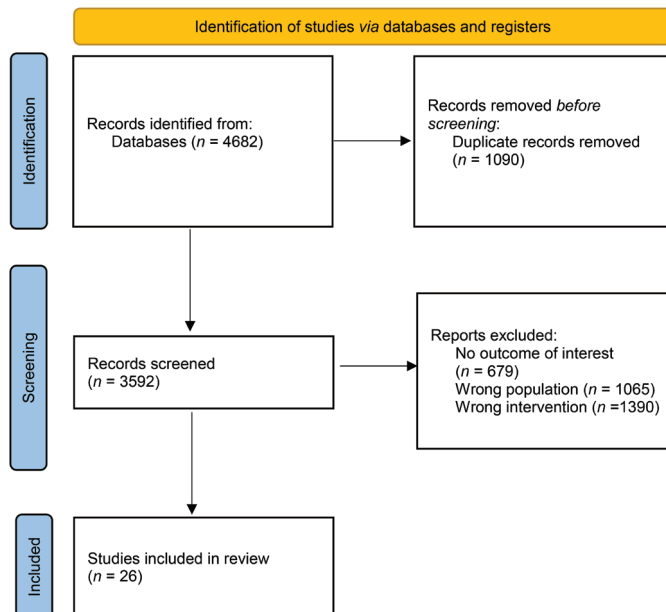 Identification of studies via databases and registers
Identification
Records identified from:
Databases (n = 4682)
Records removed before
screening:
Duplicate records removed
(n = 1090)
Screening
Records screened
(n = 3592)
Reports excluded:
No outcome of interest
(n = 679)
Wrong population (n = 1065)
Wrong intervention (n =1390)
Included
Studies included in review
(n = 26)